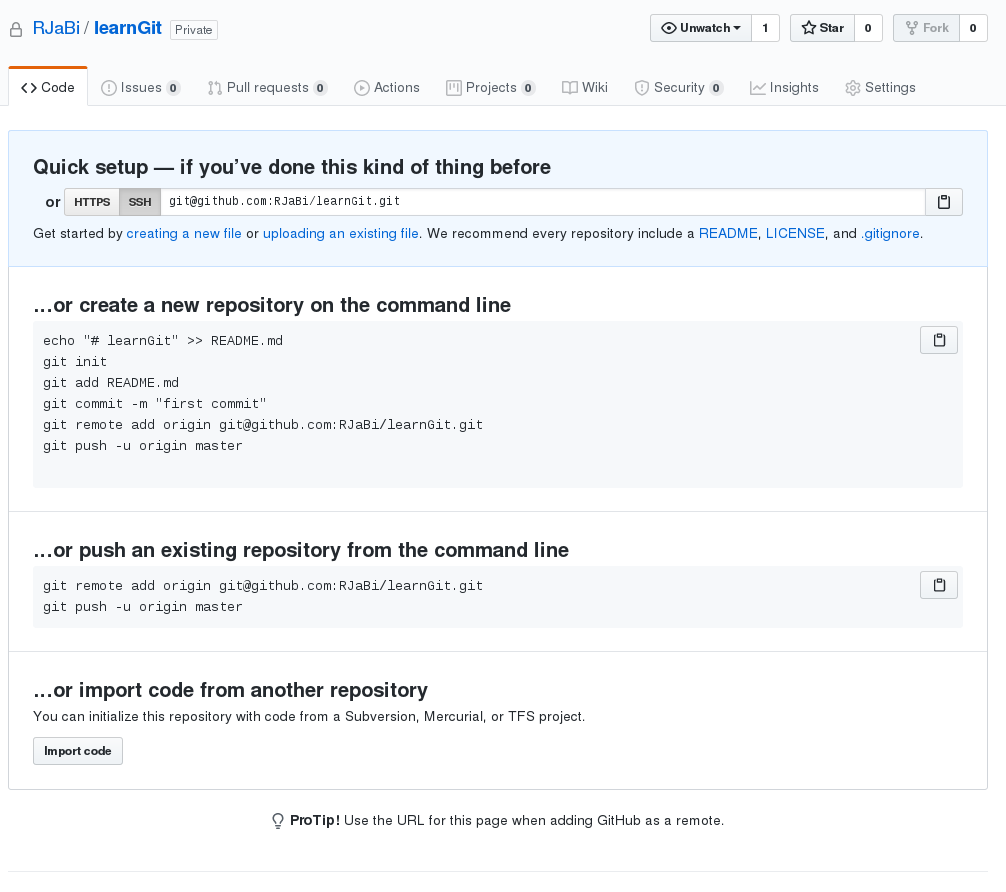 RJaBi / learnGit Private
Unwatch 1 Star 0 Fork 0
Code Issues 0 Pull requests 0 Actions Projects 0 Wiki Security 0 Insights Settings
Quick setup — if you’ve done this kind of thing before
or HTTPS SSH git@github.com:RJaBi/learnGit.git
Get started by creating a new file or uploading an existing file. We recommend every repository include a README, LICENSE, and .gitignore.
…or create a new repository on the command line
echo "# learnGit" >> README.md
git init
git add README.md
git commit -m "first commit"
git remote add origin git@github.com:RJaBi/learnGit.git
git push -u origin master
…or push an existing repository from the command line
git remote add origin git@github.com:RJaBi/learnGit.git
git push -u origin master
…or import code from another repository
You can initialize this repository with code from a Subversion, Mercurial, or TFS project.
Import code
ProTip! Use the URL for this page when adding GitHub as a remote.